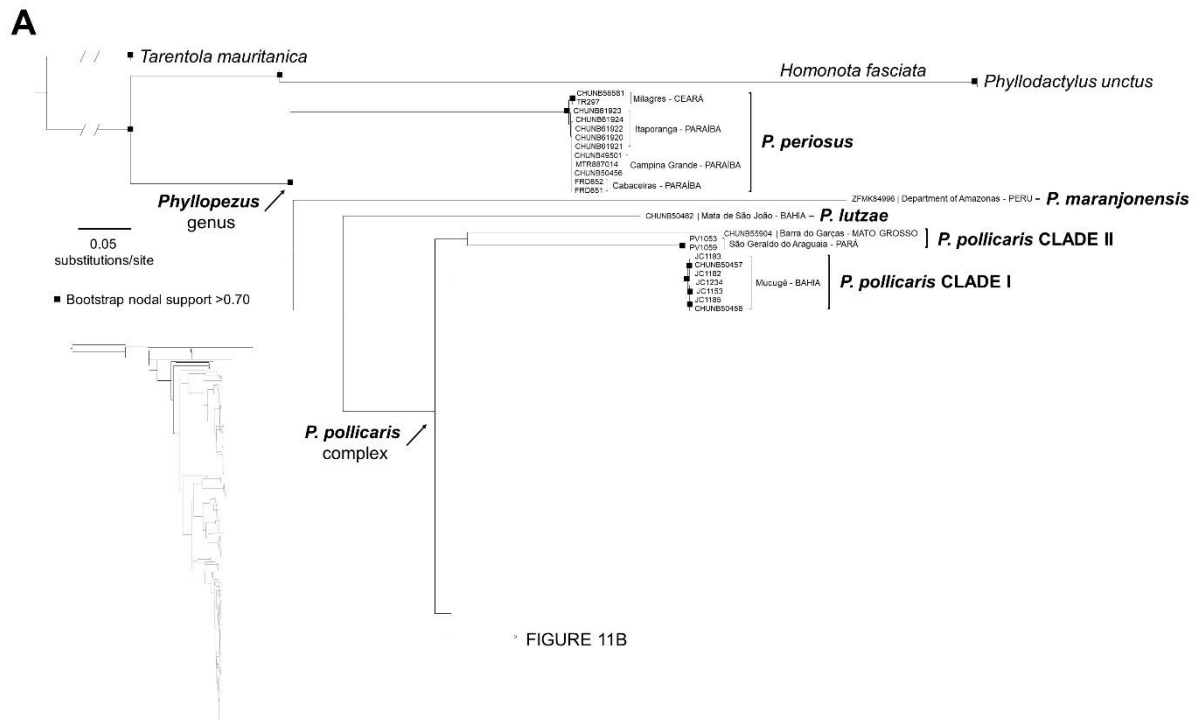 A
Tarentola mauritanica
Homonota fasciata
Phyllodactylus unctus
CHUNB56581
TR297
Milagres - CEARÁ
CHUNB61923
CHUNB61924
CHUNB61922
CHUNB61920
CHUNB61921
Itaporanga - PARAÍBA
CHUNB49501
MTR887014
CHUNB50456
Campina Grande - PARAÍBA
FRD852
FRD851
Cabaceiras - PARAÍBA
P. periosus
Phyllopezus
genus
ZFMK84996 | Department of Amazonas - PERU
P. maranjonensis
CHUNB50462 | Mata de São João - BAHIA
P. lutzae
0.05
substitutions/site
CHUNB55904 | Barra do Garças - MATO GROSSO
PV1053
PV1059
São Geraldo do Araguaia - PARÁ
P. pollicaris CLADE II
JC1183
CHUNB50457
JC1182
JC1234
JC1153
JC1185
CHUNB50458
Mucugê - BAHIA
P. pollicaris CLADE I
Bootstrap nodal support >0.70
P. pollicaris
complex
FIGURE 11B